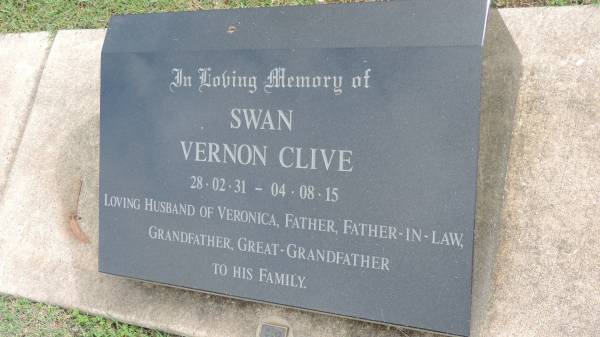 In Loving Memory of
SWAN
VERNON CLIVE
28·02·31 – 04·08·15
LOVING HUSBAND OF VERONICA, FATHER, FATHER-IN-LAW,
GRANDFATHER, GREAT-GRANDFATHER
TO HIS FAMILY.